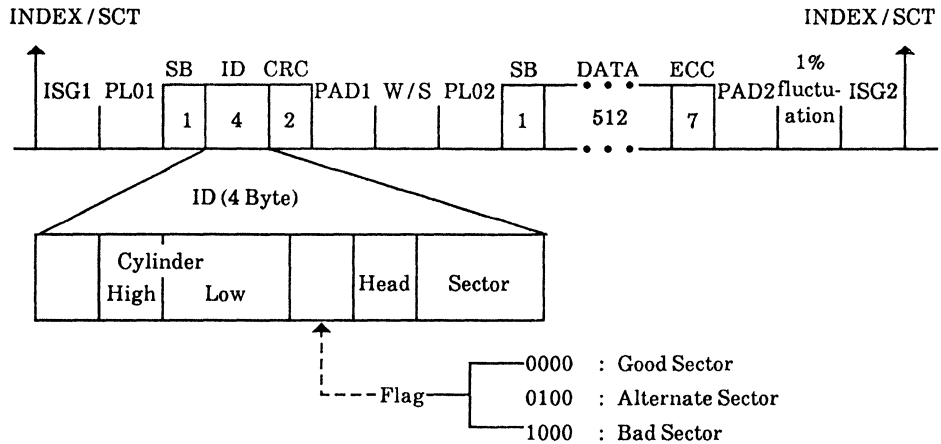 INDEX/SCT INDEX/SCT
SB ID CRC SB DATA ECC 1%
ISG1 PL01 PAD1 W/S PL02 PAD2 fluctu- ISG2
1 4 2 1 512 7 ation
ID (4 Byte)
Cylinder
High Low Head Sector
0000 : Good Sector
Flag 0100 : Alternate Sector
1000 : Bad Sector